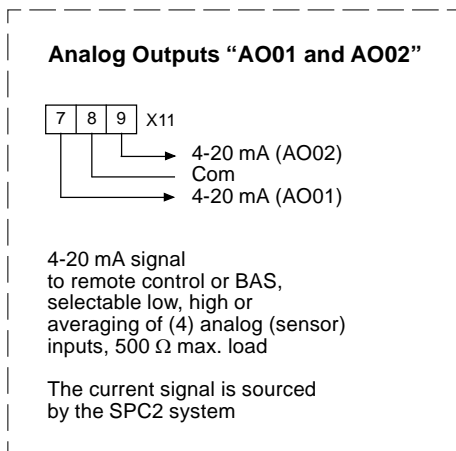 Analog Outputs “AO01 and AO02”
7 8 9 X11
4-20 mA (AO02)
Com
4-20 mA (AO01)
4-20 mA signal
to remote control or BAS,
selectable low, high or
averaging of (4) analog (sensor)
inputs, 500 Ω max. load
The current signal is sourced
by the SPC2 system